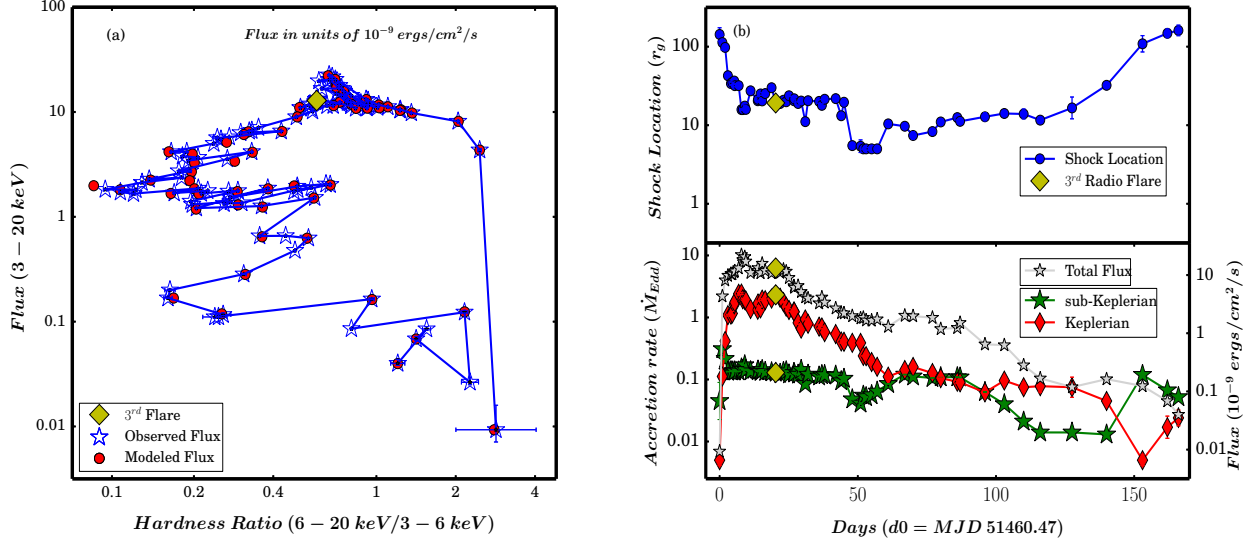 (a)
Flux in units of 10⁻⁹ ergs/cm²/s
100
10
1
0.1
0.01
Flux (3 − 20 keV)
3ʳᵈ Flare
Observed Flux
Modeled Flux
0.1 0.2 0.4 1 2 4
Hardness Ratio (6 − 20 keV/3 − 6 keV)
(b)
100
10
1
Shock Location (r_g)
Shock Location
3ʳᵈ Radio Flare
10
1
0.1
0.01
Accretion rate (Ṁ_Edd)
Total Flux
sub-Keplerian
Keplerian
10
1
0.1
0.01
Flux (10⁻⁹ ergs/cm²/s)
0 50 100 150
Days (d0 = MJD 51460.47)